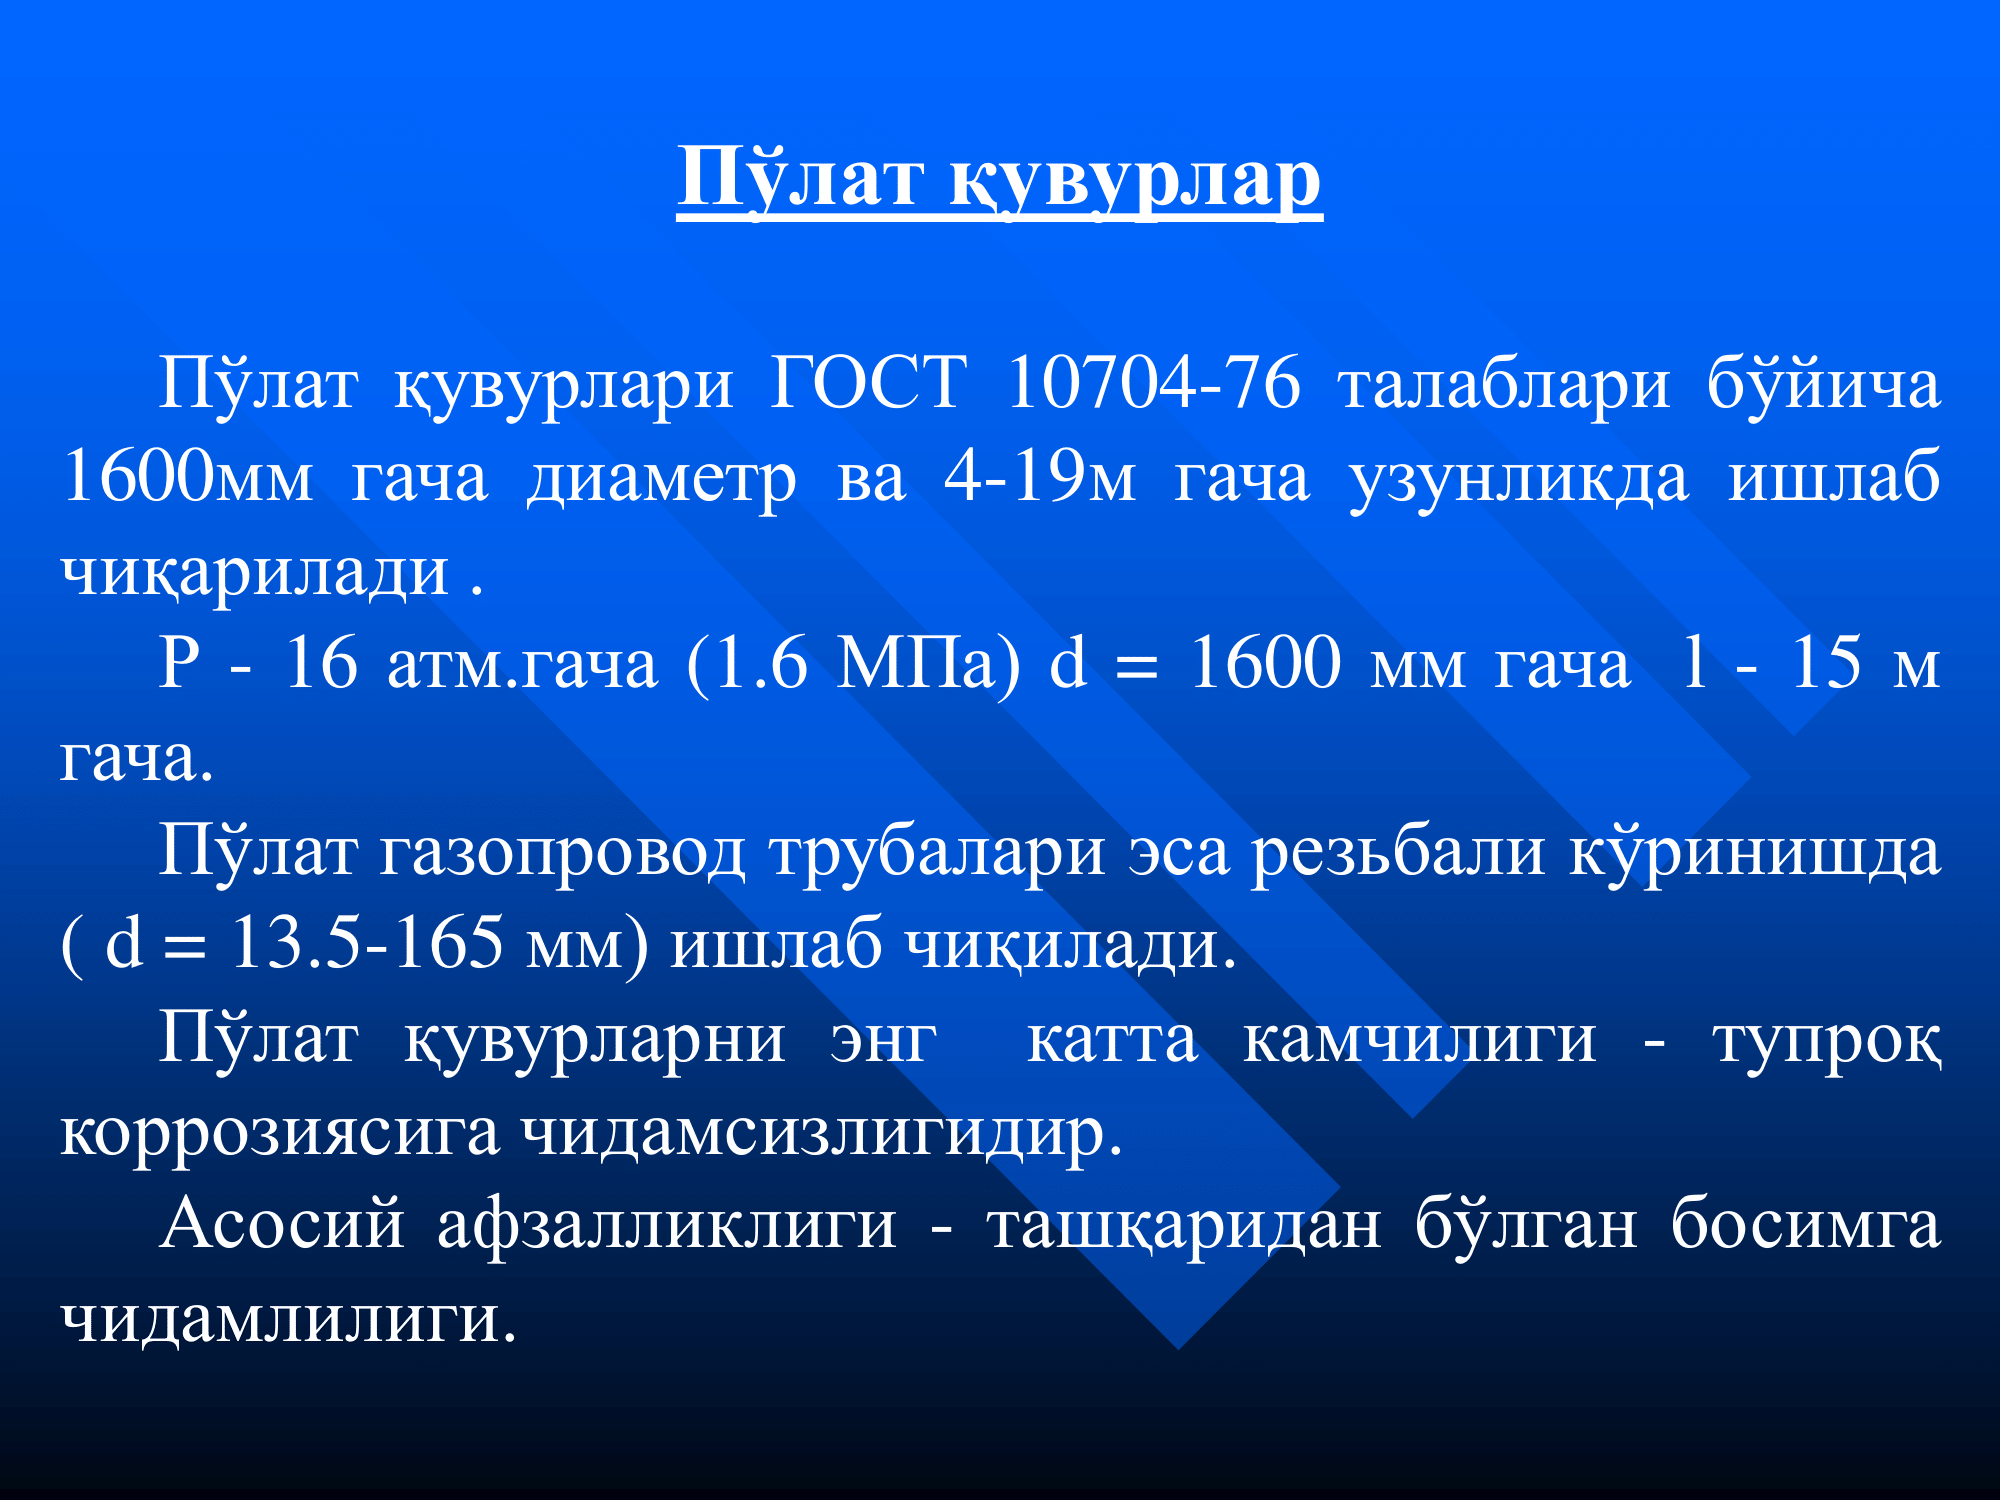 Пўлат қувурлар
Пўлат қувурлари ГОСТ 10704-76 талаблари бўйича
1600мм гача диаметр ва 4-19м гача узунликда ишлаб
чиқарилади .
Р - 16 атм.гача (1.6 МПа) d = 1600 мм гача l - 15 м
гача.
Пўлат газопровод трубалари эса резьбали кўринишда
( d = 13.5-165 мм) ишлаб чиқилади.
Пўлат қувурларни энг катта камчилиги - тупроқ
коррозиясига чидамсизлигидир.
Асосий афзалликлиги - ташқаридан бўлган босимга
чидамлилиги.